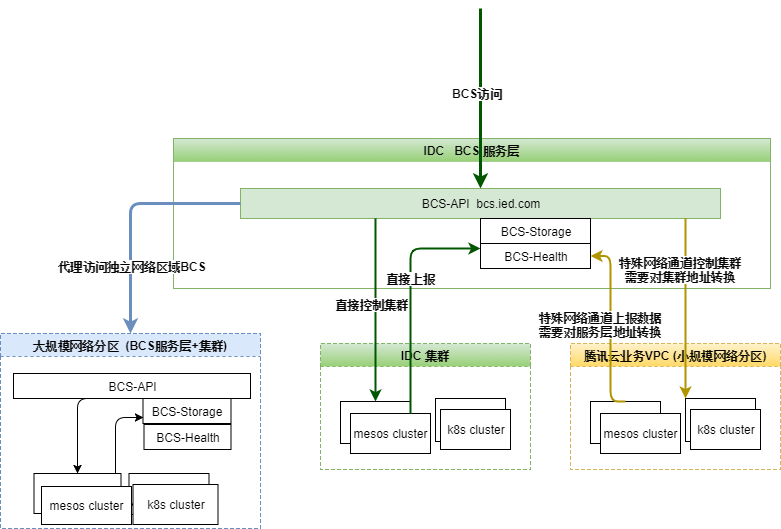 BCS访问
IDC BCS 服务层
BCS-API bcs.ied.com
BCS-Storage
BCS-Health
代理访问独立网络区域BCS
直接上报
直接控制集群
特殊网络通道控制集群
需要对集群地址转换
特殊网络通道上报数据
需要对服务层地址转换
大规模网络分区 (BCS服务层+集群)
BCS-API
BCS-Storage
BCS-Health
mesos cluster
k8s cluster
IDC 集群
mesos cluster
k8s cluster
腾讯云业务VPC (小规模网络分区)
mesos cluster
k8s cluster